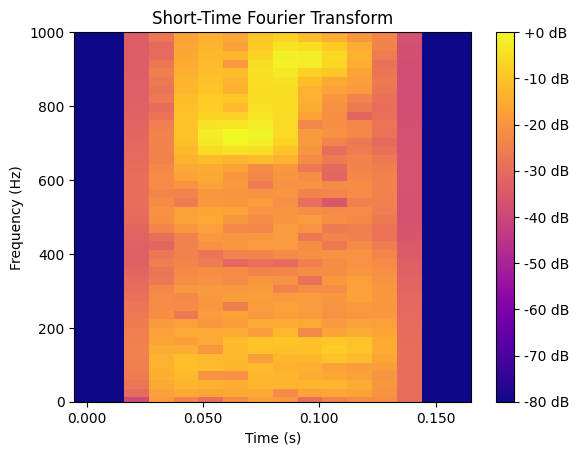 Short-Time Fourier Transform
1000
800
600
400
200
0
Frequency (Hz)
0.000
0.050
0.100
0.150
Time (s)
+0 dB
-10 dB
-20 dB
-30 dB
-40 dB
-50 dB
-60 dB
-70 dB
-80 dB